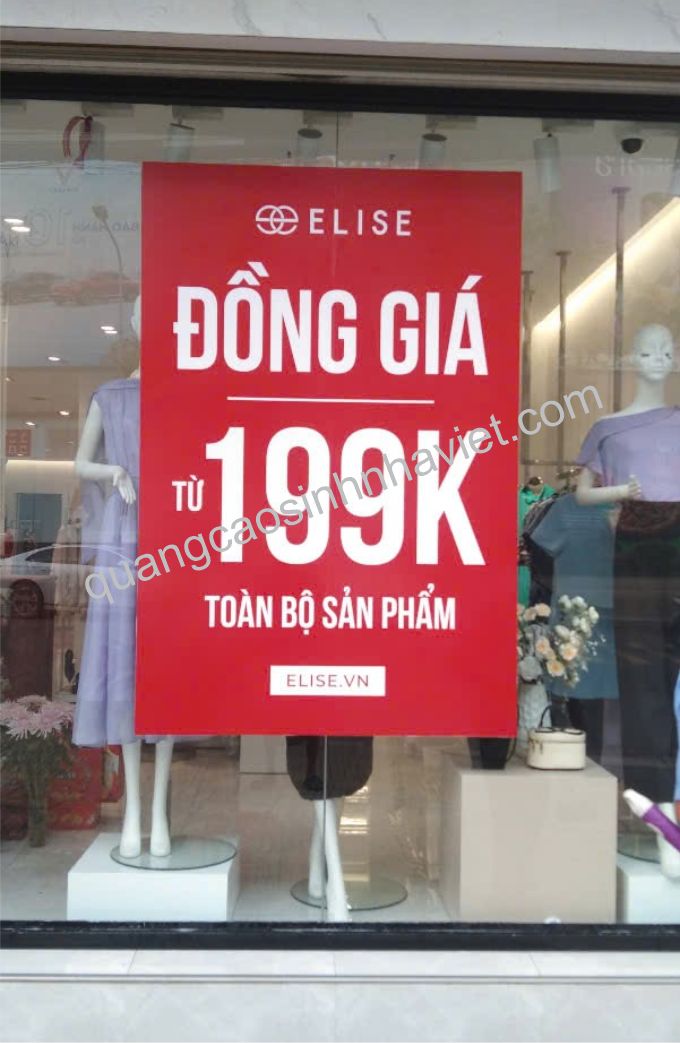 ELISE
ĐỒNG GIÁ
TỪ 199K
TOÀN BỘ SẢN PHẨM
ELISE.VN
quangcaosinhnhaviet.com